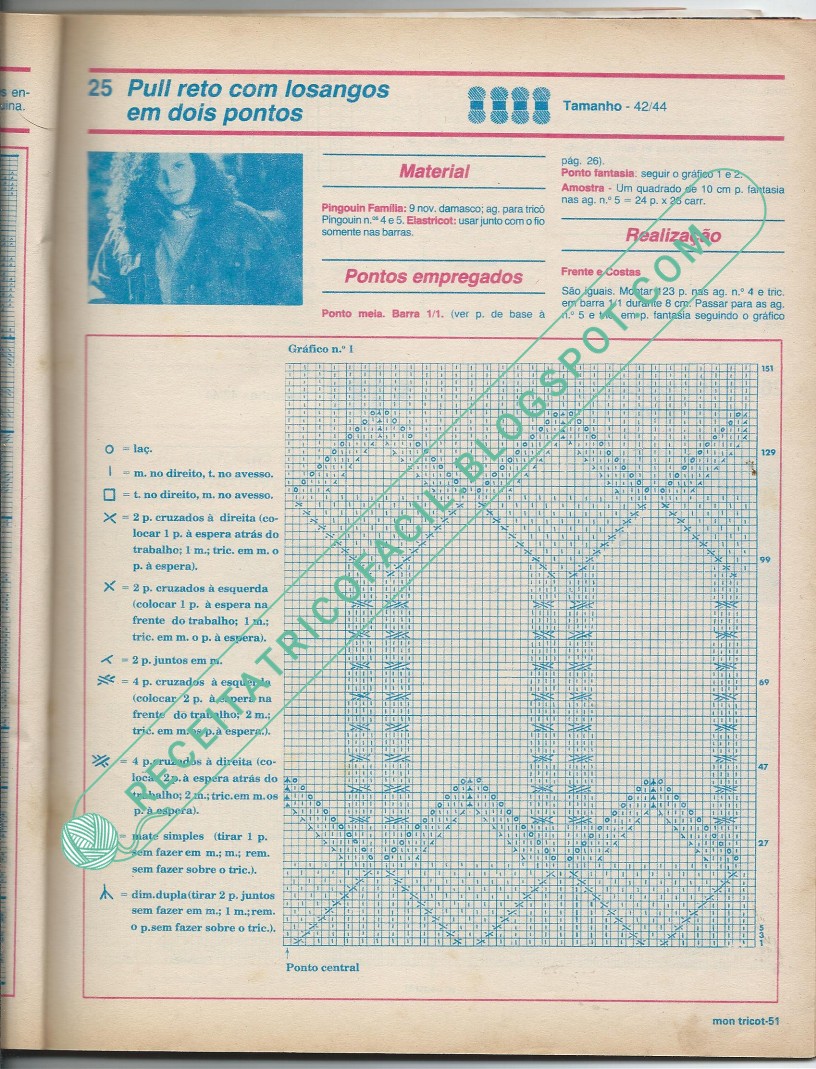 s en-
uina.
25 Pull reto com losangos
em dois pontos
Tamanho - 42/44
Material
Pingouin Família: 9 nov. damasco; ag. para tricô
Pingouin n.ºˢ 4 e 5. Elastricot: usar junto com o fio
somente nas barras.
Pontos empregados
Ponto meia. Barra 1/1. (ver p. de base à
pág. 26).
Ponto fantasia: seguir o gráfico 1 e 2.
Amostra - Um quadrado de 10 cm p. fantasia
nas ag. n.º 5 = 24 p. x 25 carr.
Realização
Frente e Costas
São iguais. Montar 123 p. nas ag. n.º 4 e tric.
em barra 1/1 durante 8 cm. Passar para as ag.
n.º 5 e tric. em p. fantasia seguindo o gráfico
Gráfico n.º 1
151
129
99
69
47
27
5
3
1
O = laç.
I = m. no direito, t. no avesso.
□ = t. no direito, m. no avesso.
= 2 p. cruzados à direita (co-
locar 1 p. à espera atrás do
trabalho; 1 m.; tric. em m. o
p. à espera).
= 2 p. cruzados à esquerda
(colocar 1 p. à espera na
frente do trabalho; 1 m.;
tric. em m. o p. à espera).
= 2 p. juntos em m.
= 4 p. cruzados à esquerda
(colocar 2 p. à espera na
frente do trabalho; 2 m.;
tric. em m. os p. à espera.).
= 4 p. cruzados à direita (co-
locar 2 p. à espera atrás do
trabalho; 2 m.; tric. em m. os
p. à espera).
= mate simples (tirar 1 p.
sem fazer em m.; m.; rem.
sem fazer sobre o tric.).
= dim. dupla (tirar 2 p. juntos
sem fazer em m.; 1 m.; rem.
o p. sem fazer sobre o tric.).
Ponto central
mon tricot-51
RECEITATRICOFACIL.BLOGSPOT.COM